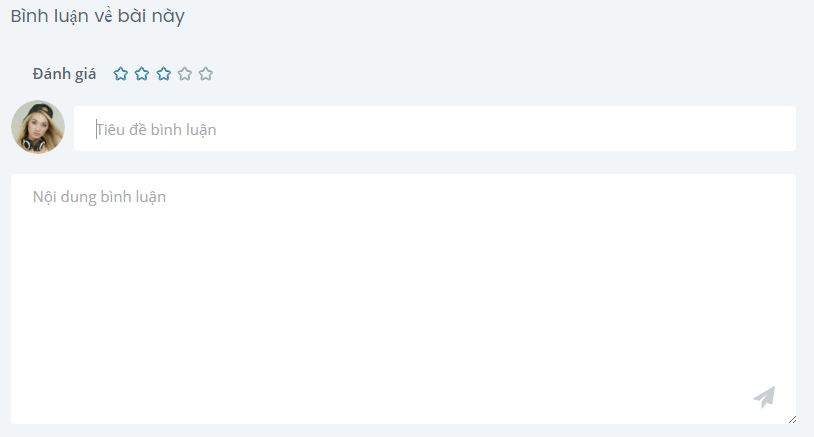 Bình luận về bài này
Đánh giá
Tiêu đề bình luận
Nội dung bình luận